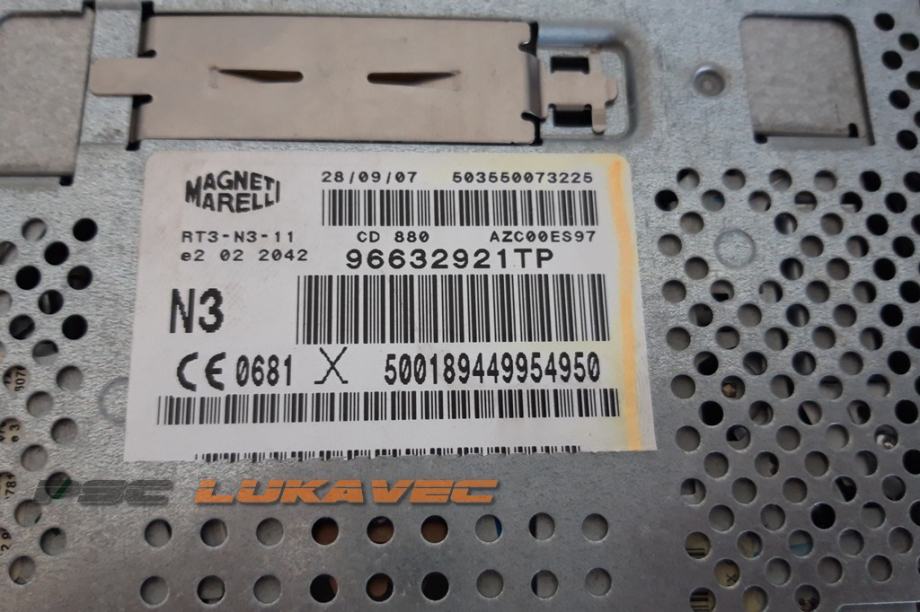 MAGNETI
MARELLI
28/09/07 503550073225
RT3-N3-11 CD 880 AZC00ES97
e2 02 2042 96632921TP
N3
CE 0681 500189449954950
PSC LUKAVEC